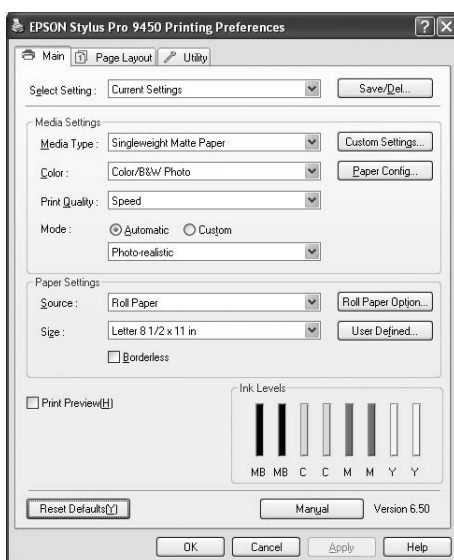 EPSON Stylus Pro 9450 Printing Preferences
Main Page Layout Utility
Select Setting : Current Settings Save/Del...
Media Settings
Media Type : Singleweight Matte Paper Custom Settings...
Color : Color/B&W Photo Paper Config...
Print Quality : Speed
Mode : Automatic Custom
Photo-realistic
Paper Settings
Source : Roll Paper Roll Paper Option...
Size : Letter 8 1/2 x 11 in User Defined...
Borderless
Print Preview(H)
Ink Levels
MB MB C C M M Y Y
Reset Defaults(Y) Manual Version 6.50
OK Cancel Apply Help